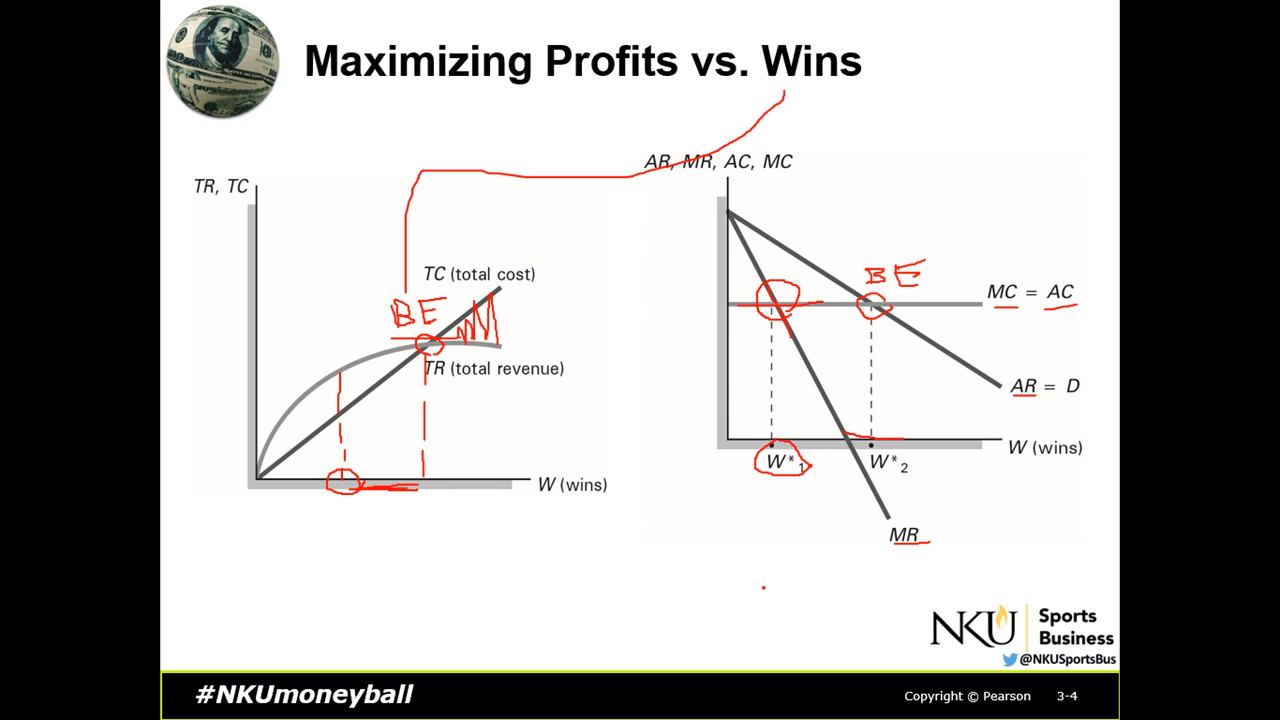 Maximizing Profits vs. Wins
TR, TC
TC (total cost)
BE
TR (total revenue)
W (wins)
AR, MR, AC, MC
BE
MC = AC
AR = D
W (wins)
W*1
W*2
MR
NKU
Sports
Business
@NKUSportsBus
#NKUmoneyball
Copyright © Pearson 3-4